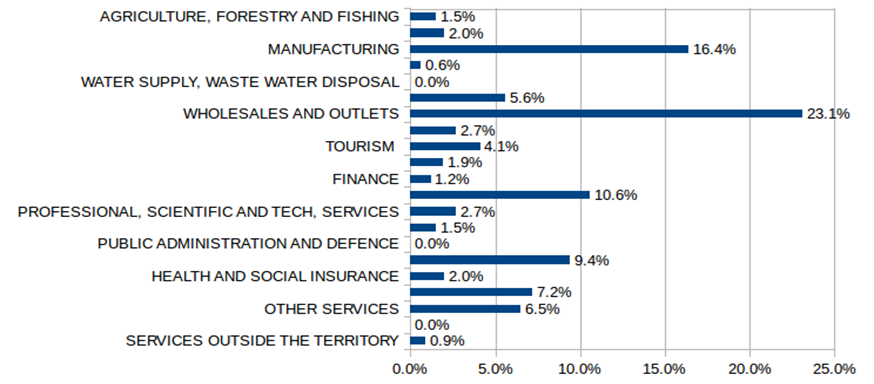 AGRICULTURE, FORESTRY AND FISHING 1.5%
2.0%
MANUFACTURING 16.4%
0.6%
WATER SUPPLY, WASTE WATER DISPOSAL 0.0%
5.6%
WHOLESALES AND OUTLETS 23.1%
2.7%
TOURISM 4.1%
1.9%
FINANCE 1.2%
10.6%
PROFESSIONAL, SCIENTIFIC AND TECH, SERVICES 2.7%
1.5%
PUBLIC ADMINISTRATION AND DEFENCE 0.0%
9.4%
HEALTH AND SOCIAL INSURANCE 2.0%
7.2%
OTHER SERVICES 6.5%
0.0%
SERVICES OUTSIDE THE TERRITORY 0.9%
0.0% 5.0% 10.0% 15.0% 20.0% 25.0%